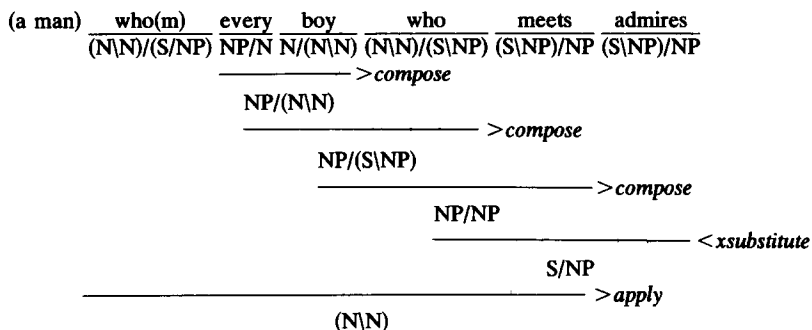 (a man) who(m) every boy who meets admires
(N\N)/(S/NP) NP/N N/(N\N) (N\N)/(S\NP) (S\NP)/NP (S\NP)/NP
>compose
NP/(N\N)
>compose
NP/(S\NP)
>compose
NP/NP
<xsubstitute
S/NP
>apply
(N\N)